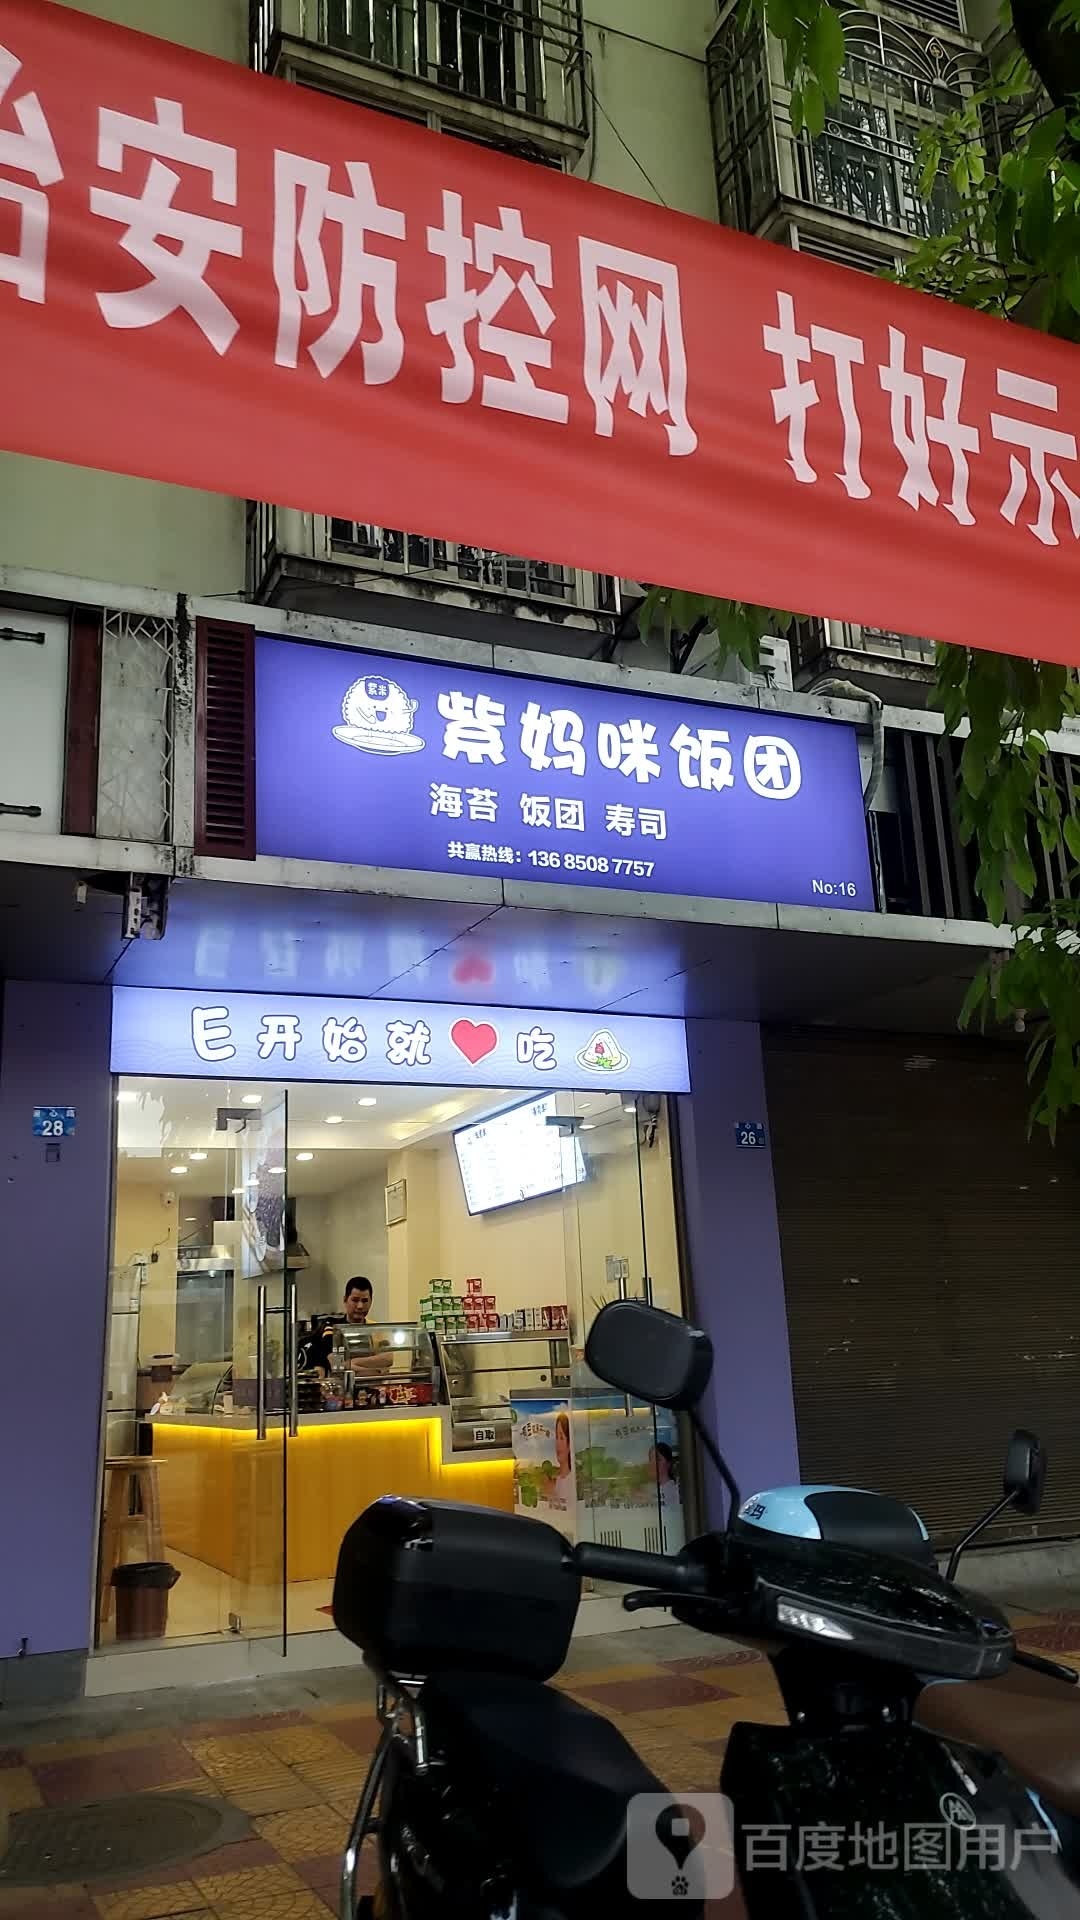 治安防控网 打好示
紫米
紫妈咪饭团
海苔 饭团 寿司
共赢热线：136 8508 7757
No:16
E开始就❤吃
28
26
自取
百度地图用户